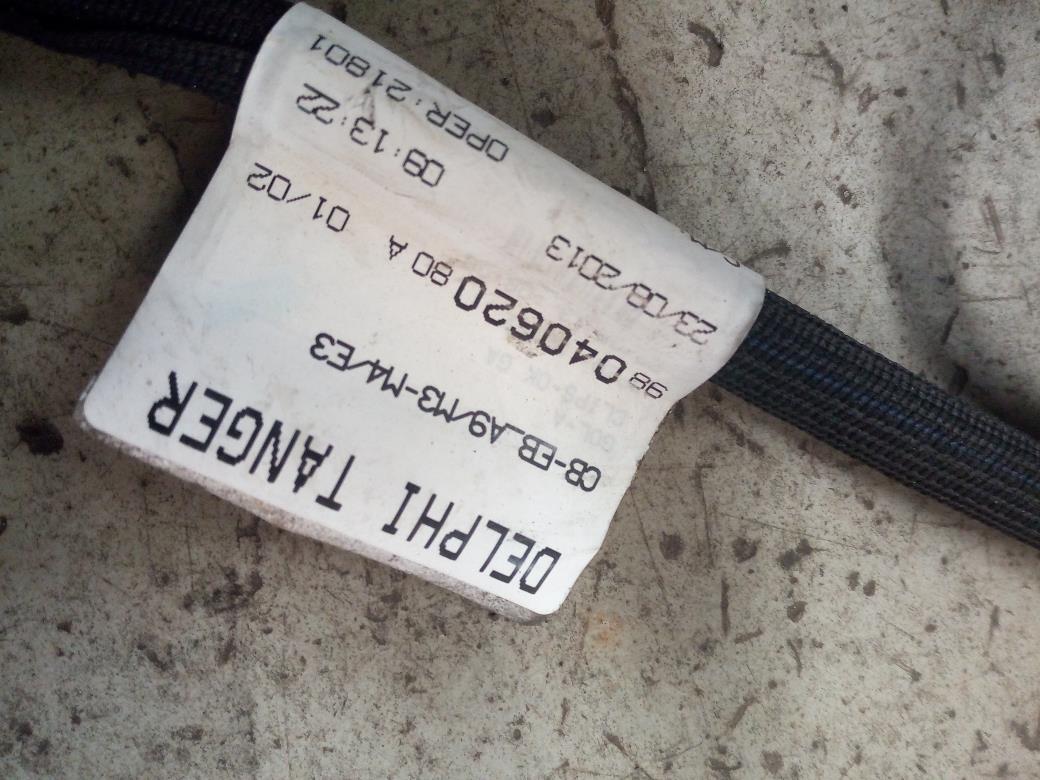 DELPHI TANGER
CB-EB_A9/M3-M4/E3
98 040620 80 A 01/02
23/08/2013 09:13:22
OPER:21801